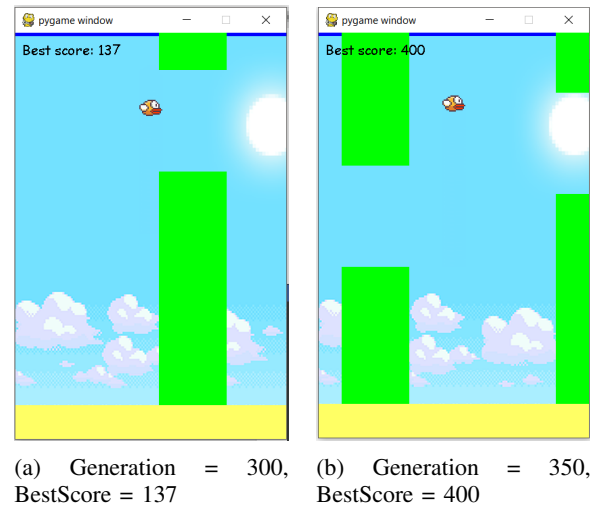 pygame window
Best score: 137
pygame window
Best score: 400
(a) Generation = 300,
BestScore = 137
(b) Generation = 350,
BestScore = 400